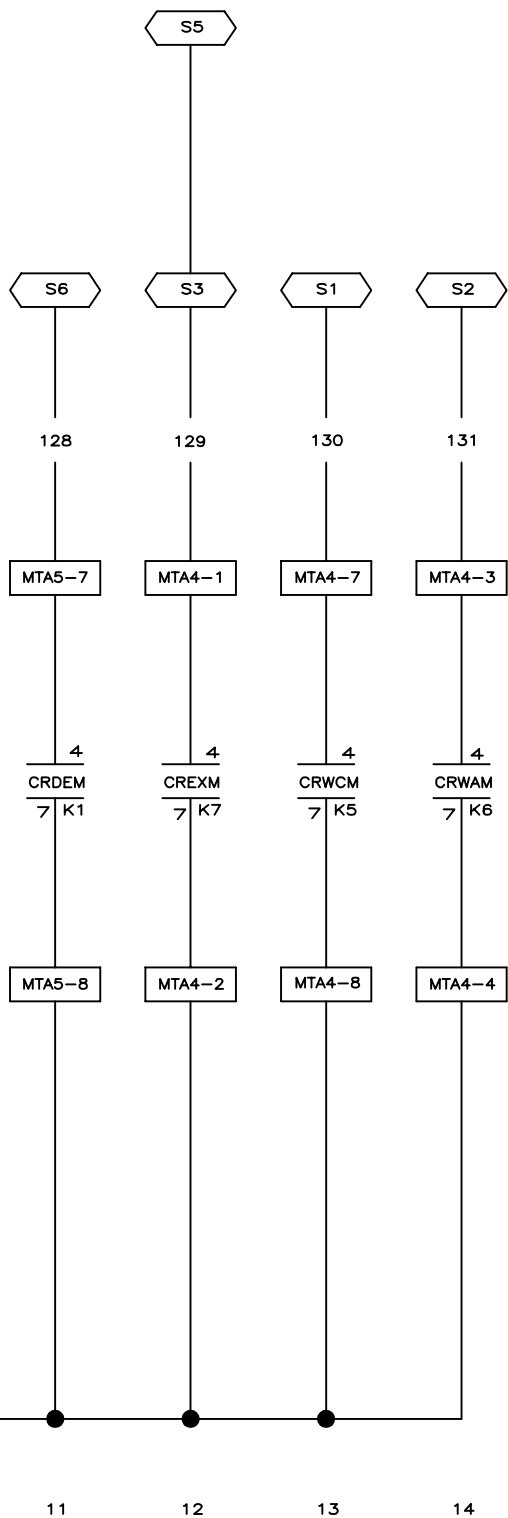 S5
S6 S3 S1 S2
128 129 130 131
MTA5-7 MTA4-1 MTA4-7 MTA4-3
4 4 4 4
CRDEM CREXM CRWCM CRWAM
7 K1 7 K7 7 K5 7 K6
MTA5-8 MTA4-2 MTA4-8 MTA4-4
11 12 13 14